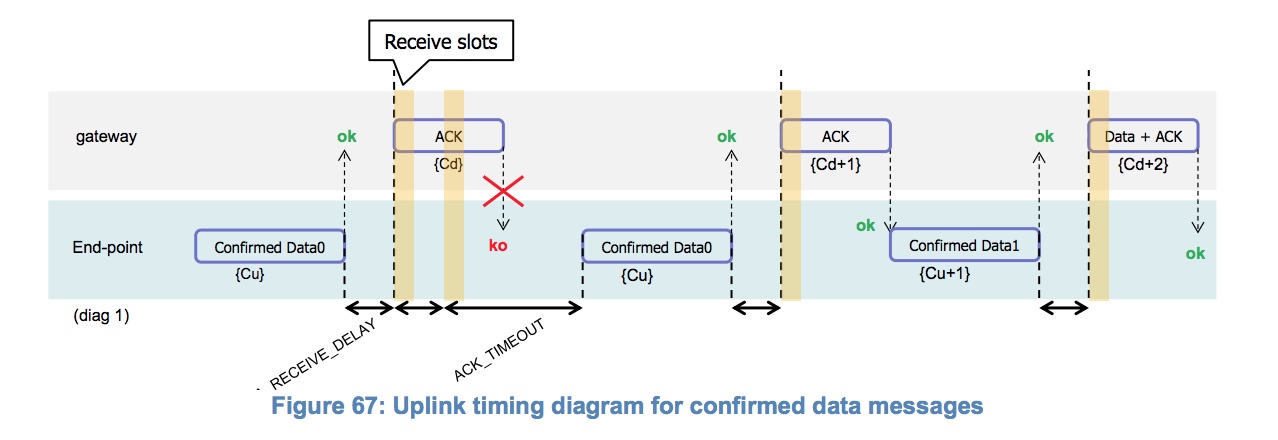 Receive slots
gateway
ok
ACK
ok
ACK
ok
Data + ACK
{Cd}
{Cd+1}
{Cd+2}
End-point
Confirmed Data0
ko
Confirmed Data0
ok
Confirmed Data1
ok
{Cu}
{Cu}
{Cu+1}
(diag 1)
RECEIVE_DELAY
ACK_TIMEOUT
Figure 67: Uplink timing diagram for confirmed data messages